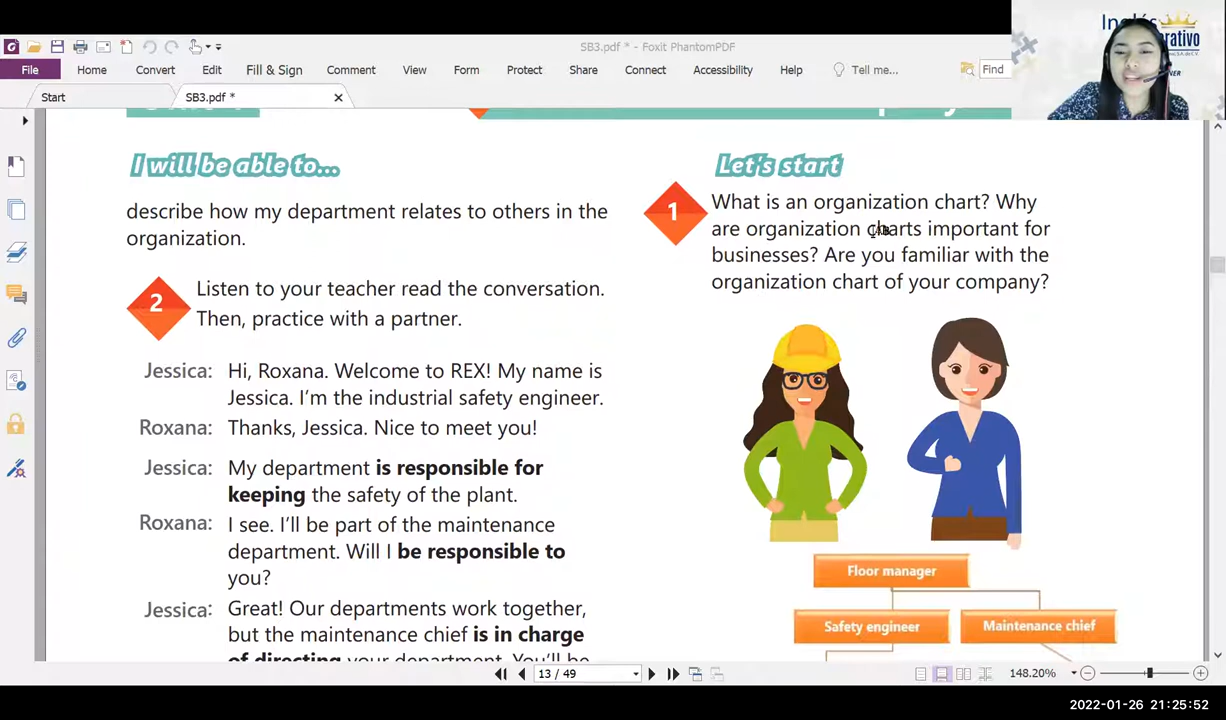 SB3.pdf * - Foxit PhantomPDF
File Home Convert Edit Fill & Sign Comment View Form Protect Share Connect Accessibility Help Tell me... Find
Start SB3.pdf *
I will be able to...
describe how my department relates to others in the
organization.
2 Listen to your teacher read the conversation.
Then, practice with a partner.
Jessica: Hi, Roxana. Welcome to REX! My name is
Jessica. I'm the industrial safety engineer.
Roxana: Thanks, Jessica. Nice to meet you!
Jessica: My department is responsible for
keeping the safety of the plant.
Roxana: I see. I'll be part of the maintenance
department. Will I be responsible to
you?
Jessica: Great! Our departments work together,
but the maintenance chief is in charge
of directing your department. You'll be
Let's start
1 What is an organization chart? Why
are organization charts important for
businesses? Are you familiar with the
organization chart of your company?
Floor manager
Safety engineer Maintenance chief
13 / 49
148.20%
2022-01-26 21:25:52